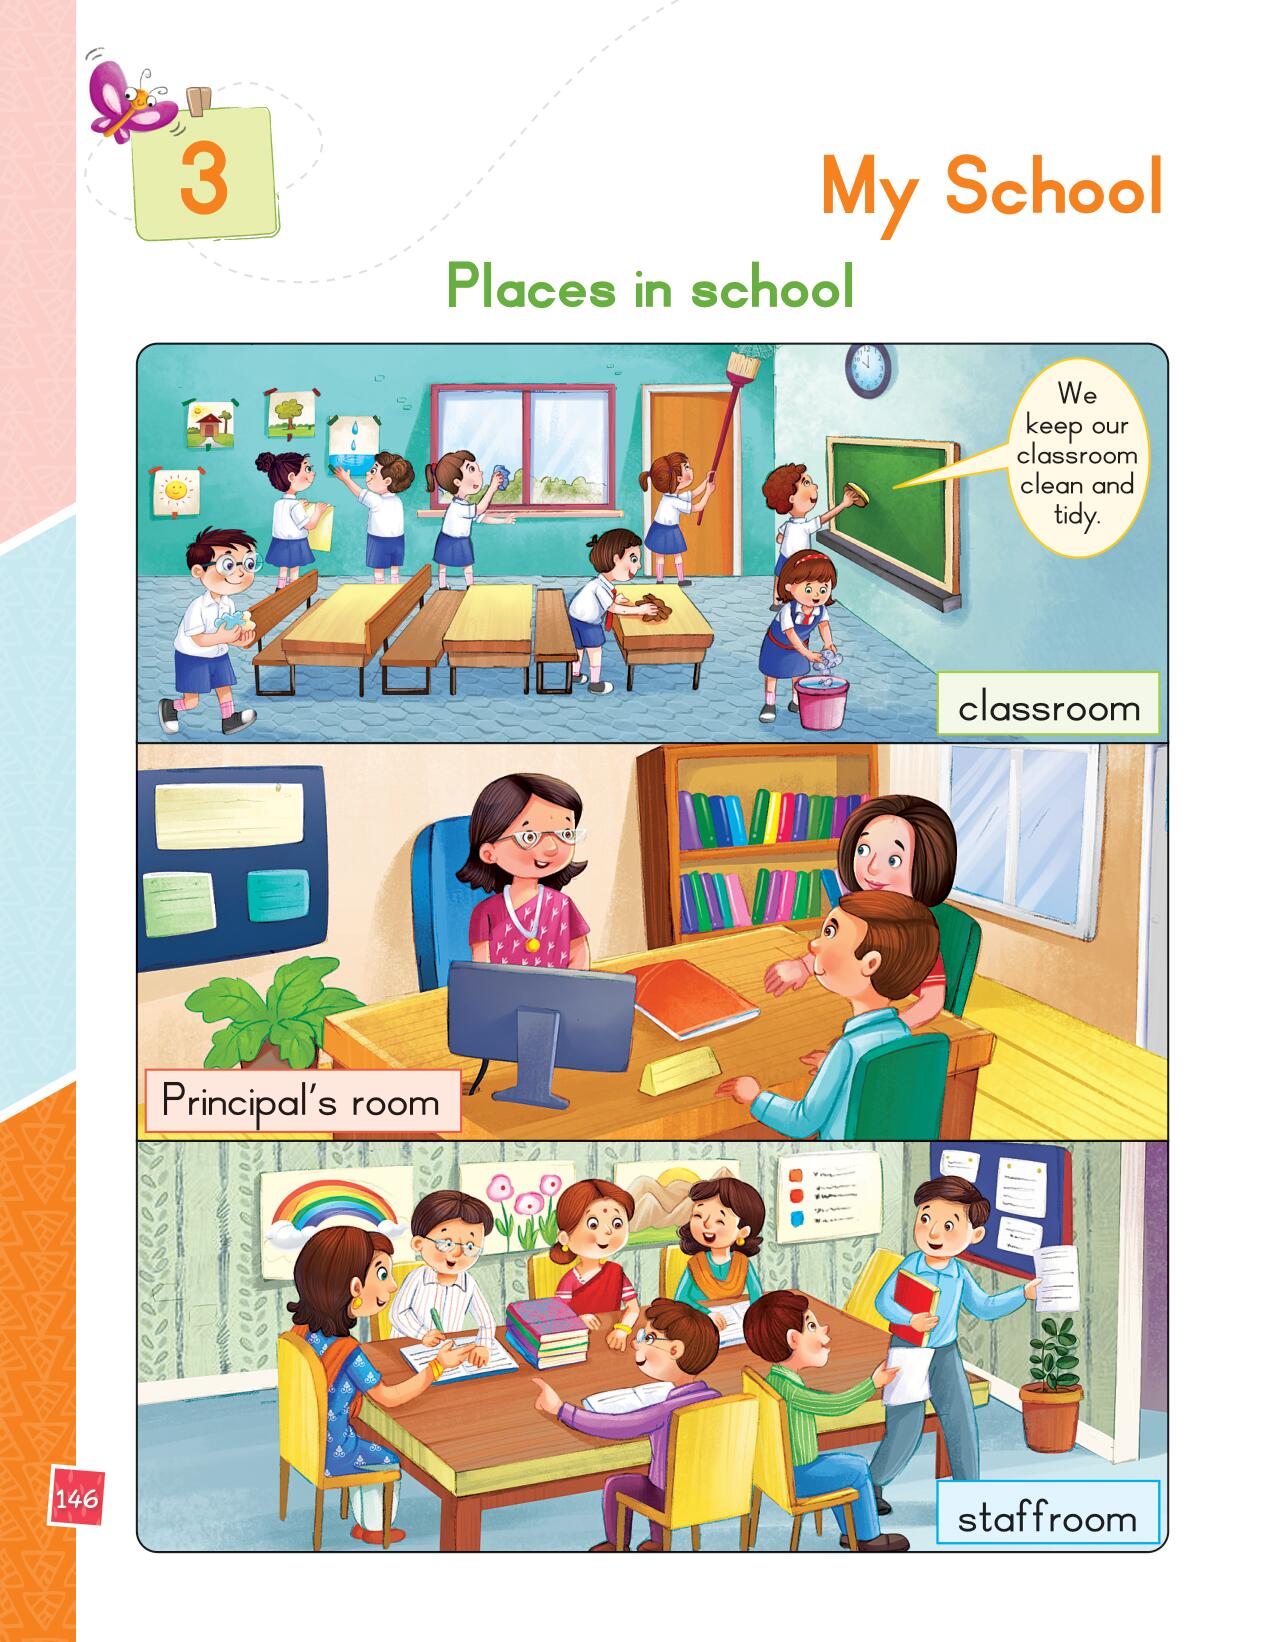 3
My School
Places in school
We
keep our
classroom
clean and
tidy.
classroom
Principal's room
staffroom
146